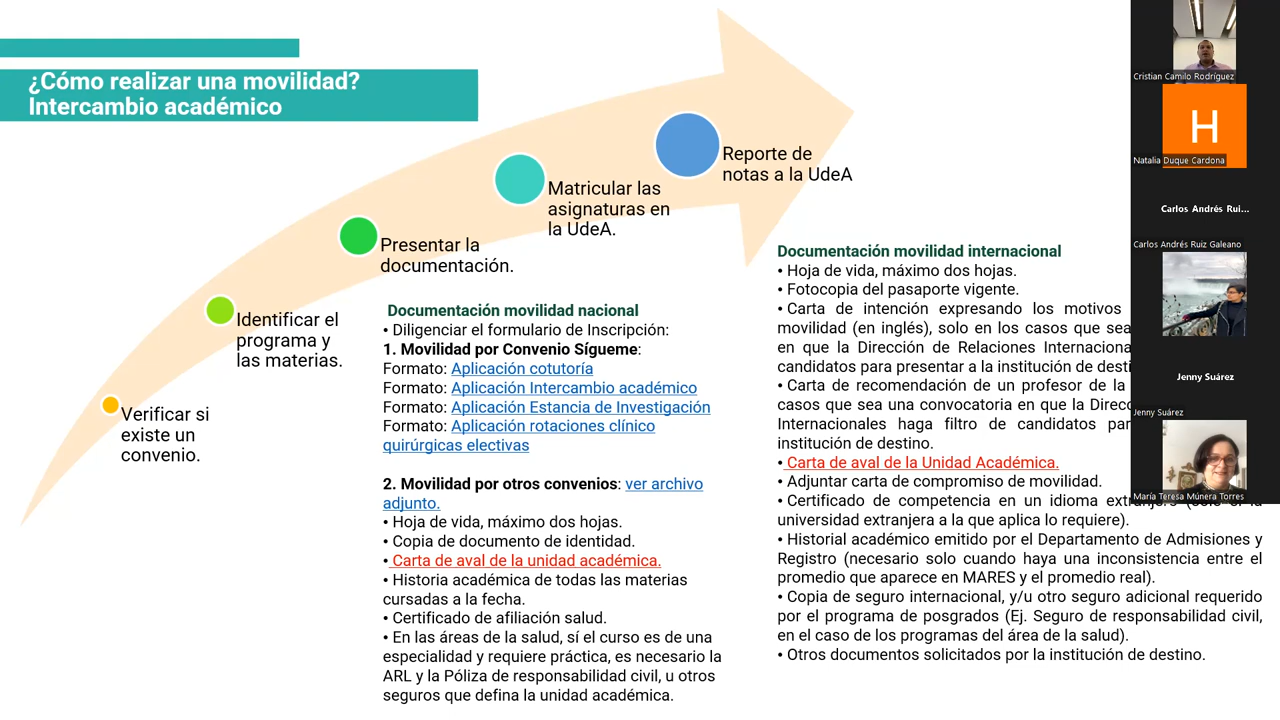 ¿Cómo realizar una movilidad?
Intercambio académico
Verificar si
existe un
convenio.
Identificar el
programa y
las materias.
Presentar la
documentación.
Matricular las
asignaturas en
la UdeA.
Reporte de
notas a la UdeA
Documentación movilidad nacional
• Diligenciar el formulario de Inscripción:
1. Movilidad por Convenio Sígueme:
Formato: Aplicación cotutoría
Formato: Aplicación Intercambio académico
Formato: Aplicación Estancia de Investigación
Formato: Aplicación rotaciones clínico
quirúrgicas electivas
2. Movilidad por otros convenios: ver archivo
adjunto.
• Hoja de vida, máximo dos hojas.
• Copia de documento de identidad.
• Carta de aval de la unidad académica.
• Historia académica de todas las materias
cursadas a la fecha.
• Certificado de afiliación salud.
• En las áreas de la salud, sí el curso es de una
especialidad y requiere práctica, es necesario la
ARL y la Póliza de responsabilidad civil, u otros
seguros que defina la unidad académica.
Documentación movilidad internacional
• Hoja de vida, máximo dos hojas.
• Fotocopia del pasaporte vigente.
• Carta de intención expresando los motivos
movilidad (en inglés), solo en los casos que sea
en que la Dirección de Relaciones
candidatos para presentar a la institución de
• Carta de recomendación de un profesor de la
casos que sea una convocatoria en que la
Internacionales haga filtro de candidatos
institución de destino.
• Carta de aval de la Unidad Académica.
• Adjuntar carta de compromiso de movilidad.
• Certificado de competencia en un idioma
universidad extranjera a la que aplica lo requiere).
• Historial académico emitido por el Departamento de Admisiones y
Registro (necesario solo cuando haya una inconsistencia entre el
promedio que aparece en MARES y el promedio real).
• Copia de seguro internacional, y/u otro seguro adicional requerido
por el programa de posgrados (Ej. Seguro de responsabilidad civil,
en el caso de los programas del área de la salud).
• Otros documentos solicitados por la institución de destino.
Cristian Camilo Rodríguez
H
Natalia Duque Cardona
Carlos Andrés Rui...
Carlos Andrés Ruiz Galeano
Jenny Suárez
Jenny Suárez
María Teresa Múnera Torres